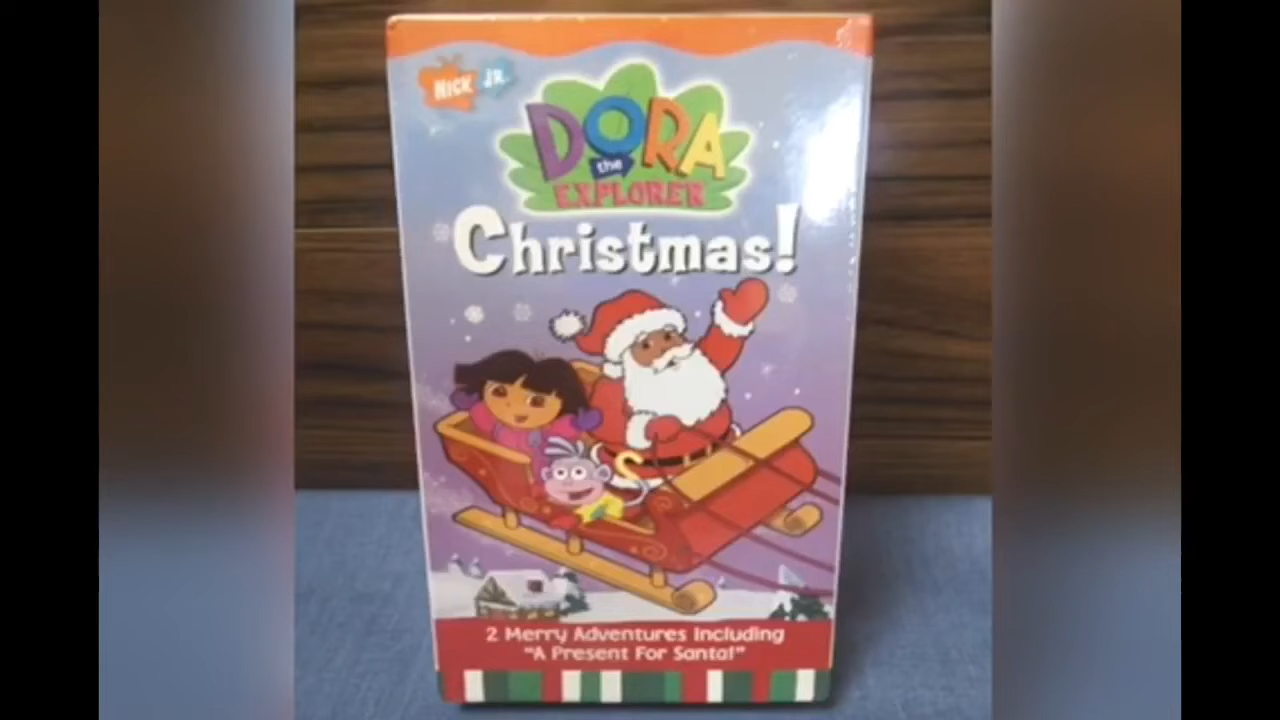 NICK JR.
DORA
the
EXPLORER
Christmas!
2 Merry Adventures Including
"A Present For Santa!"